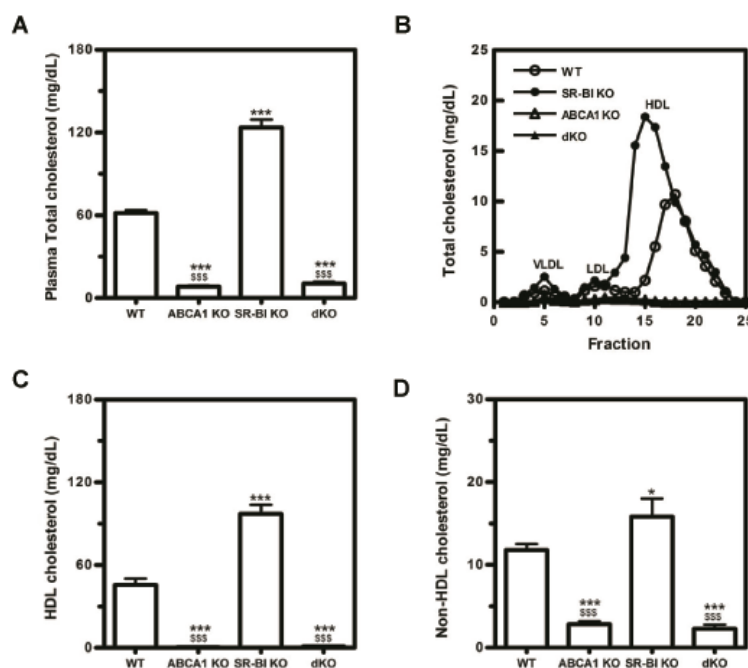 A
Plasma Total cholesterol (mg/dL)
180
120
60
0
***
***
$$$
***
$$$
WT
ABCA1 KO
SR-BI KO
dKO
B
Total cholesterol (mg/dL)
25
20
15
10
5
0
WT
SR-BI KO
ABCA1 KO
dKO
HDL
VLDL
LDL
0 5 10 15 20 25
Fraction
C
HDL cholesterol (mg/dL)
180
120
60
0
***
***
$$$
***
$$$
WT
ABCA1 KO
SR-BI KO
dKO
D
Non-HDL cholesterol (mg/dL)
30
20
10
0
*
***
$$$
***
$$$
WT
ABCA1 KO
SR-BI KO
dKO